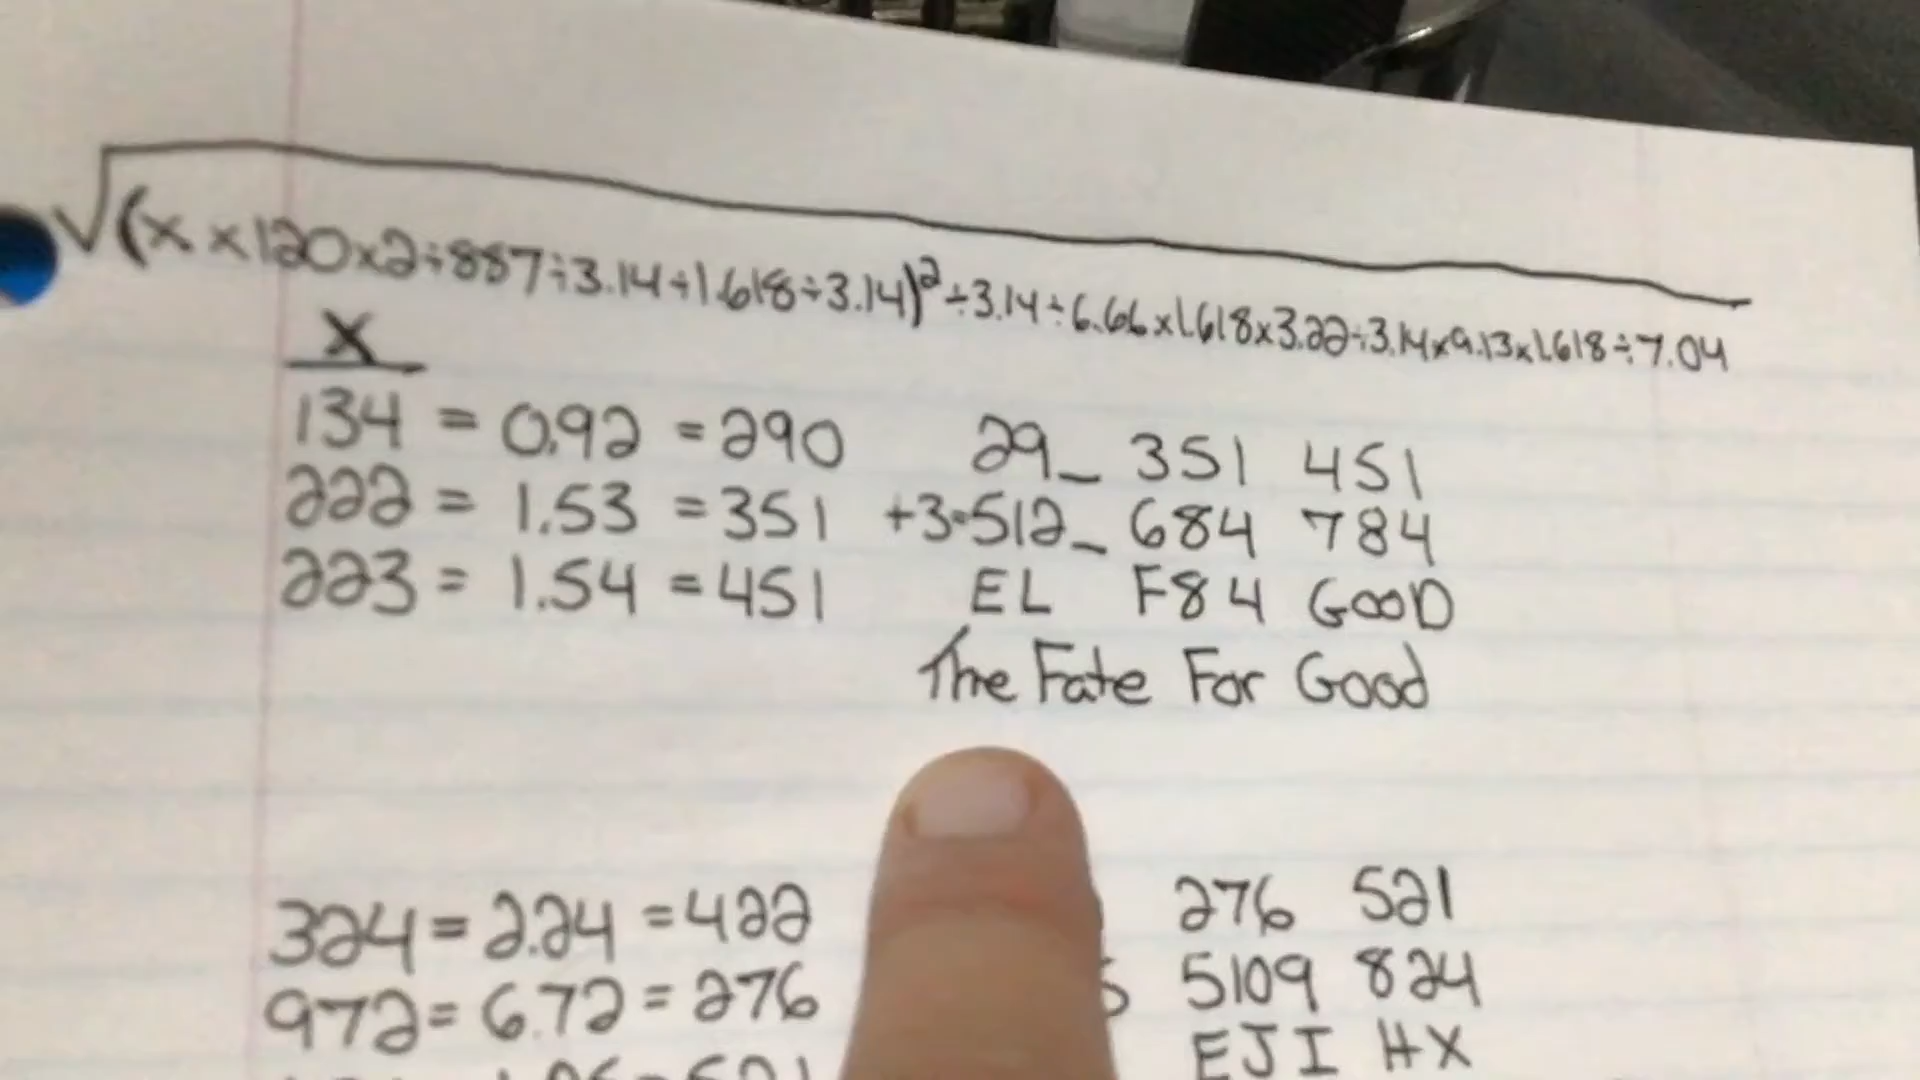 √(x×120×2÷887÷3.14÷1.618÷3.14)²÷3.14÷6.66×1.618×3.22÷3.14×9.13×1.618÷7.04
X
134 = 0.92 = 290 29_ 351 451
222 = 1.53 = 351 +3•512_ 684 784
223 = 1.54 = 451 EL F84 GOOD
The Fate For Good
324 = 2.24 = 422 276 521
972 = 6.72 = 276 5109 824
EJI HX